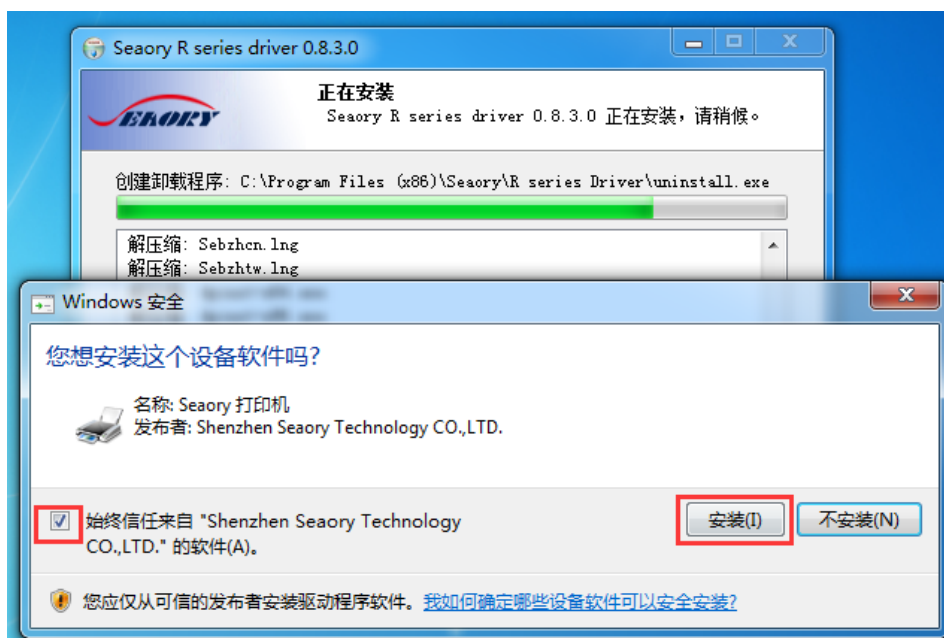 Seaory R series driver 0.8.3.0
SEAORY
正在安装
Seaory R series driver 0.8.3.0 正在安装，请稍候。
创建卸载程序: C:\Program Files (x86)\Seaory\R series Driver\uninstall.exe
解压缩: Sebzhcn.lng
解压缩: Sebzhtw.lng
Windows 安全
您想安装这个设备软件吗?
名称: Seaory 打印机
发布者: Shenzhen Seaory Technology CO.,LTD.
始终信任来自 "Shenzhen Seaory Technology
CO.,LTD." 的软件(A)。
安装(I)
不安装(N)
您应仅从可信的发布者安装驱动程序软件。我如何确定哪些设备软件可以安全安装?